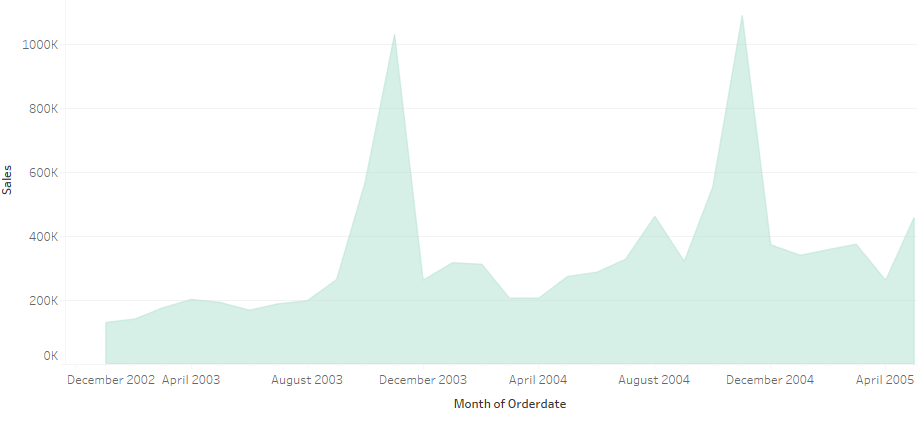 1000K
800K
600K
400K
200K
0K
Sales
December 2002 April 2003 August 2003 December 2003 April 2004 August 2004 December 2004 April 2005
Month of Orderdate